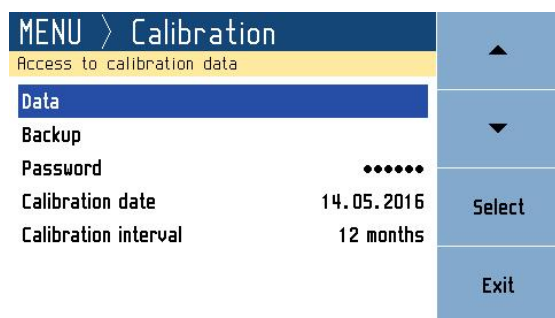 MENU > Calibration
Access to calibration data
Data
Backup
Password ●●●●●●
Calibration date 14.05.2016
Calibration interval 12 months
▲
▼
Select
Exit